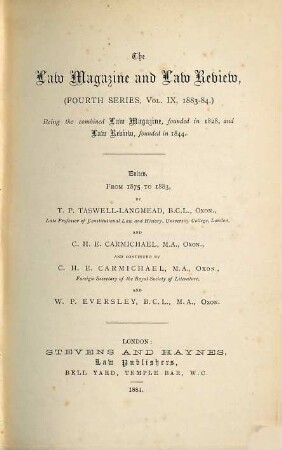 The
Law Magazine and Law Review,
(FOURTH SERIES, VOL. IX, 1883-84.)
Being the combined Law Magazine, founded in 1828, and
Law Review, founded in 1844.
FROM 1875 TO 1883,
BY
T. P. TASWELL-LANGMEAD, B.C.L., OXON.,
Late Professor of Constitutional Law and History, University College, London.
AND
C. H. E. CARMICHAEL, M.A., OXON.,
AND CONTINUED BY
C. H. E. CARMICHAEL, M.A., OXON.,
Foreign Secretary of the Royal Society of Literature,
AND
W. P. EVERSLEY, B.C.L., M.A., OXON.
LONDON:
STEVENS AND HAYNES,
Law Publishers,
BELL YARD, TEMPLE BAR, W.C.
1884.